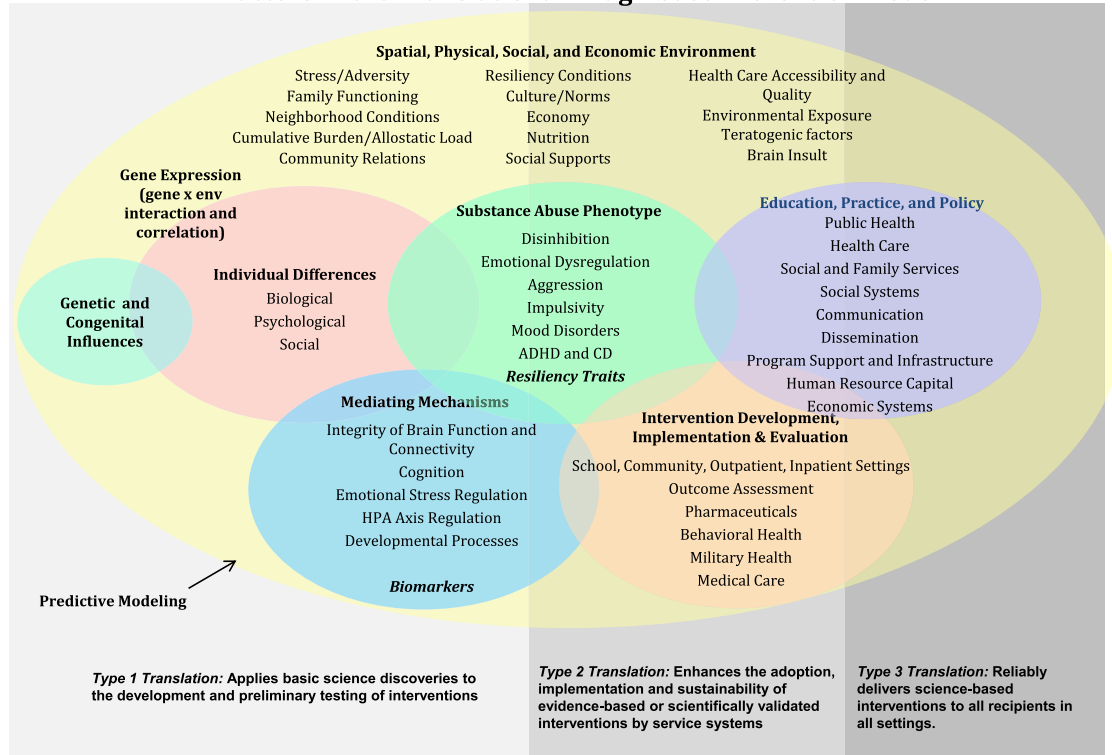 Spatial, Physical, Social, and Economic Environment
Stress/Adversity
Family Functioning
Neighborhood Conditions
Cumulative Burden/Allostatic Load
Community Relations
Resiliency Conditions
Culture/Norms
Economy
Nutrition
Social Supports
Health Care Accessibility and
Quality
Environmental Exposure
Teratogenic factors
Brain Insult
Gene Expression
(gene x env
interaction and
correlation)
Genetic and
Congenital
Influences
Individual Differences
Biological
Psychological
Social
Substance Abuse Phenotype
Disinhibition
Emotional Dysregulation
Aggression
Impulsivity
Mood Disorders
ADHD and CD
Resiliency Traits
Education, Practice, and Policy
Public Health
Health Care
Social and Family Services
Social Systems
Communication
Dissemination
Program Support and Infrastructure
Human Resource Capital
Economic Systems
Mediating Mechanisms
Integrity of Brain Function and
Connectivity
Cognition
Emotional Stress Regulation
HPA Axis Regulation
Developmental Processes
Biomarkers
Intervention Development,
Implementation & Evaluation
School, Community, Outpatient, Inpatient Settings
Outcome Assessment
Pharmaceuticals
Behavioral Health
Military Health
Medical Care
Predictive Modeling
Type 1 Translation: Applies basic science discoveries to
the development and preliminary testing of interventions
Type 2 Translation: Enhances the adoption,
implementation and sustainability of
evidence-based or scientifically validated
interventions by service systems
Type 3 Translation: Reliably
delivers science-based
interventions to all recipients in
all settings.